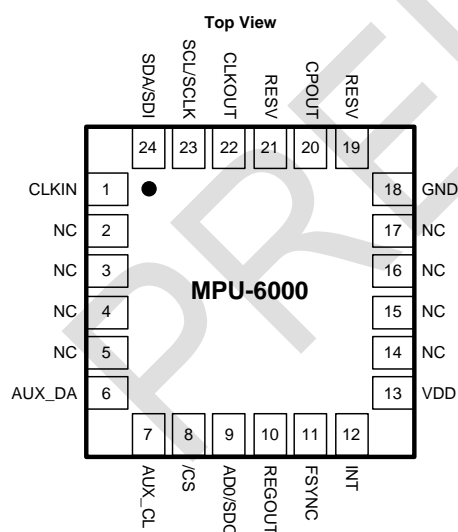 Top View
SDA/SDI
SCL/SCLK
CLKOUT
RESV
CPOUT
RESV
24 23 22 21 20 19
CLKIN 1 18 GND
NC 2 17 NC
NC 3 16 NC
MPU-6000
NC 4 15 NC
NC 5 14 NC
AUX_DA 6 13 VDD
7 8 9 10 11 12
AUX_CL
/CS
AD0/SDO
REGOUT
FSYNC
INT
PREL